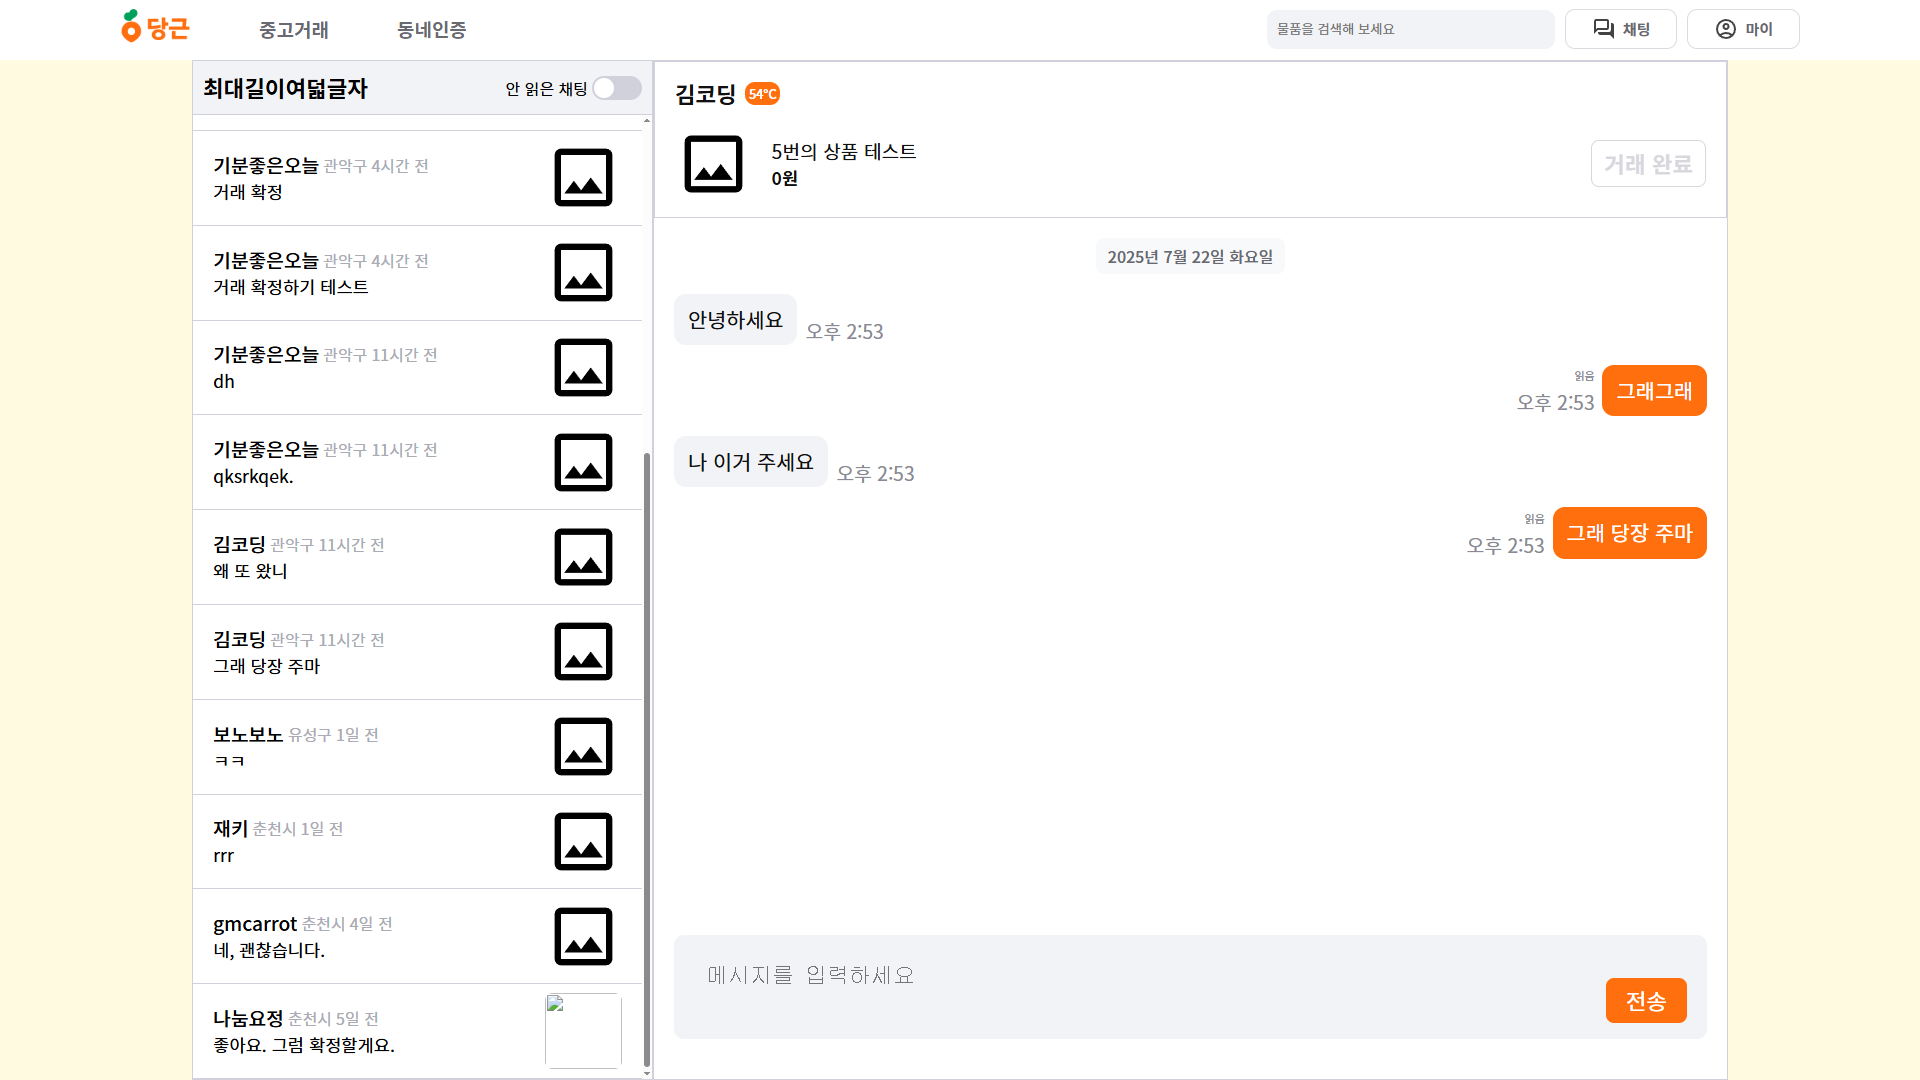 당근
중고거래
동네인증
물품을 검색해 보세요
채팅
마이
최대길이여덟글자
안 읽은 채팅
기분좋은오늘 관악구 4시간 전
거래 확정
기분좋은오늘 관악구 4시간 전
거래 확정하기 테스트
기분좋은오늘 관악구 11시간 전
dh
기분좋은오늘 관악구 11시간 전
qksrkqek.
김코딩 관악구 11시간 전
왜 또 왔니
김코딩 관악구 11시간 전
그래 당장 주마
보노보노 유성구 1일 전
ㅋㅋ
재키 춘천시 1일 전
rrr
gmcarrot 춘천시 4일 전
네, 괜찮습니다.
나눔요정 춘천시 5일 전
좋아요. 그럼 확정할게요.
김코딩 54°C
5번의 상품 테스트
0원
거래 완료
2025년 7월 22일 화요일
안녕하세요 오후 2:53
읽음
오후 2:53 그래그래
나 이거 주세요 오후 2:53
읽음
오후 2:53 그래 당장 주마
메시지를 입력하세요
전송